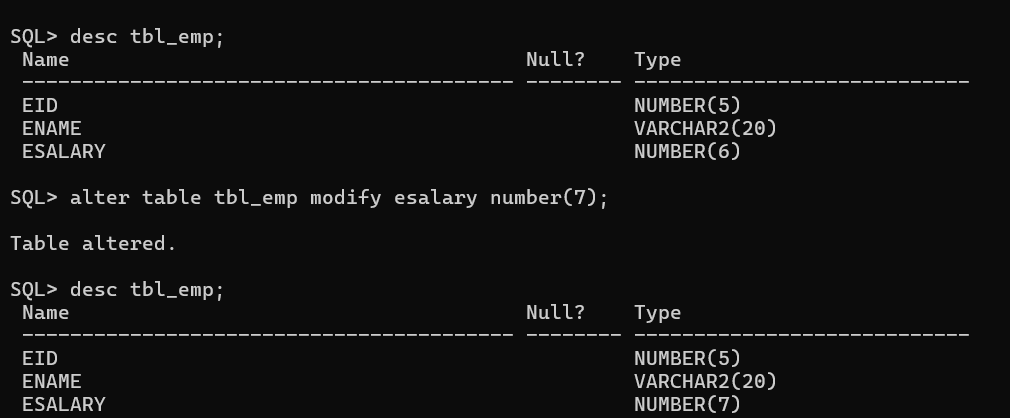 SQL> desc tbl_emp;
 Name                                      Null?    Type
 ----------------------------------------- -------- ----------------------------
 EID                                                NUMBER(5)
 ENAME                                              VARCHAR2(20)
 ESALARY                                            NUMBER(6)
SQL> alter table tbl_emp modify esalary number(7);
Table altered.
SQL> desc tbl_emp;
 Name                                      Null?    Type
 ----------------------------------------- -------- ----------------------------
 EID                                                NUMBER(5)
 ENAME                                              VARCHAR2(20)
 ESALARY                                            NUMBER(7)